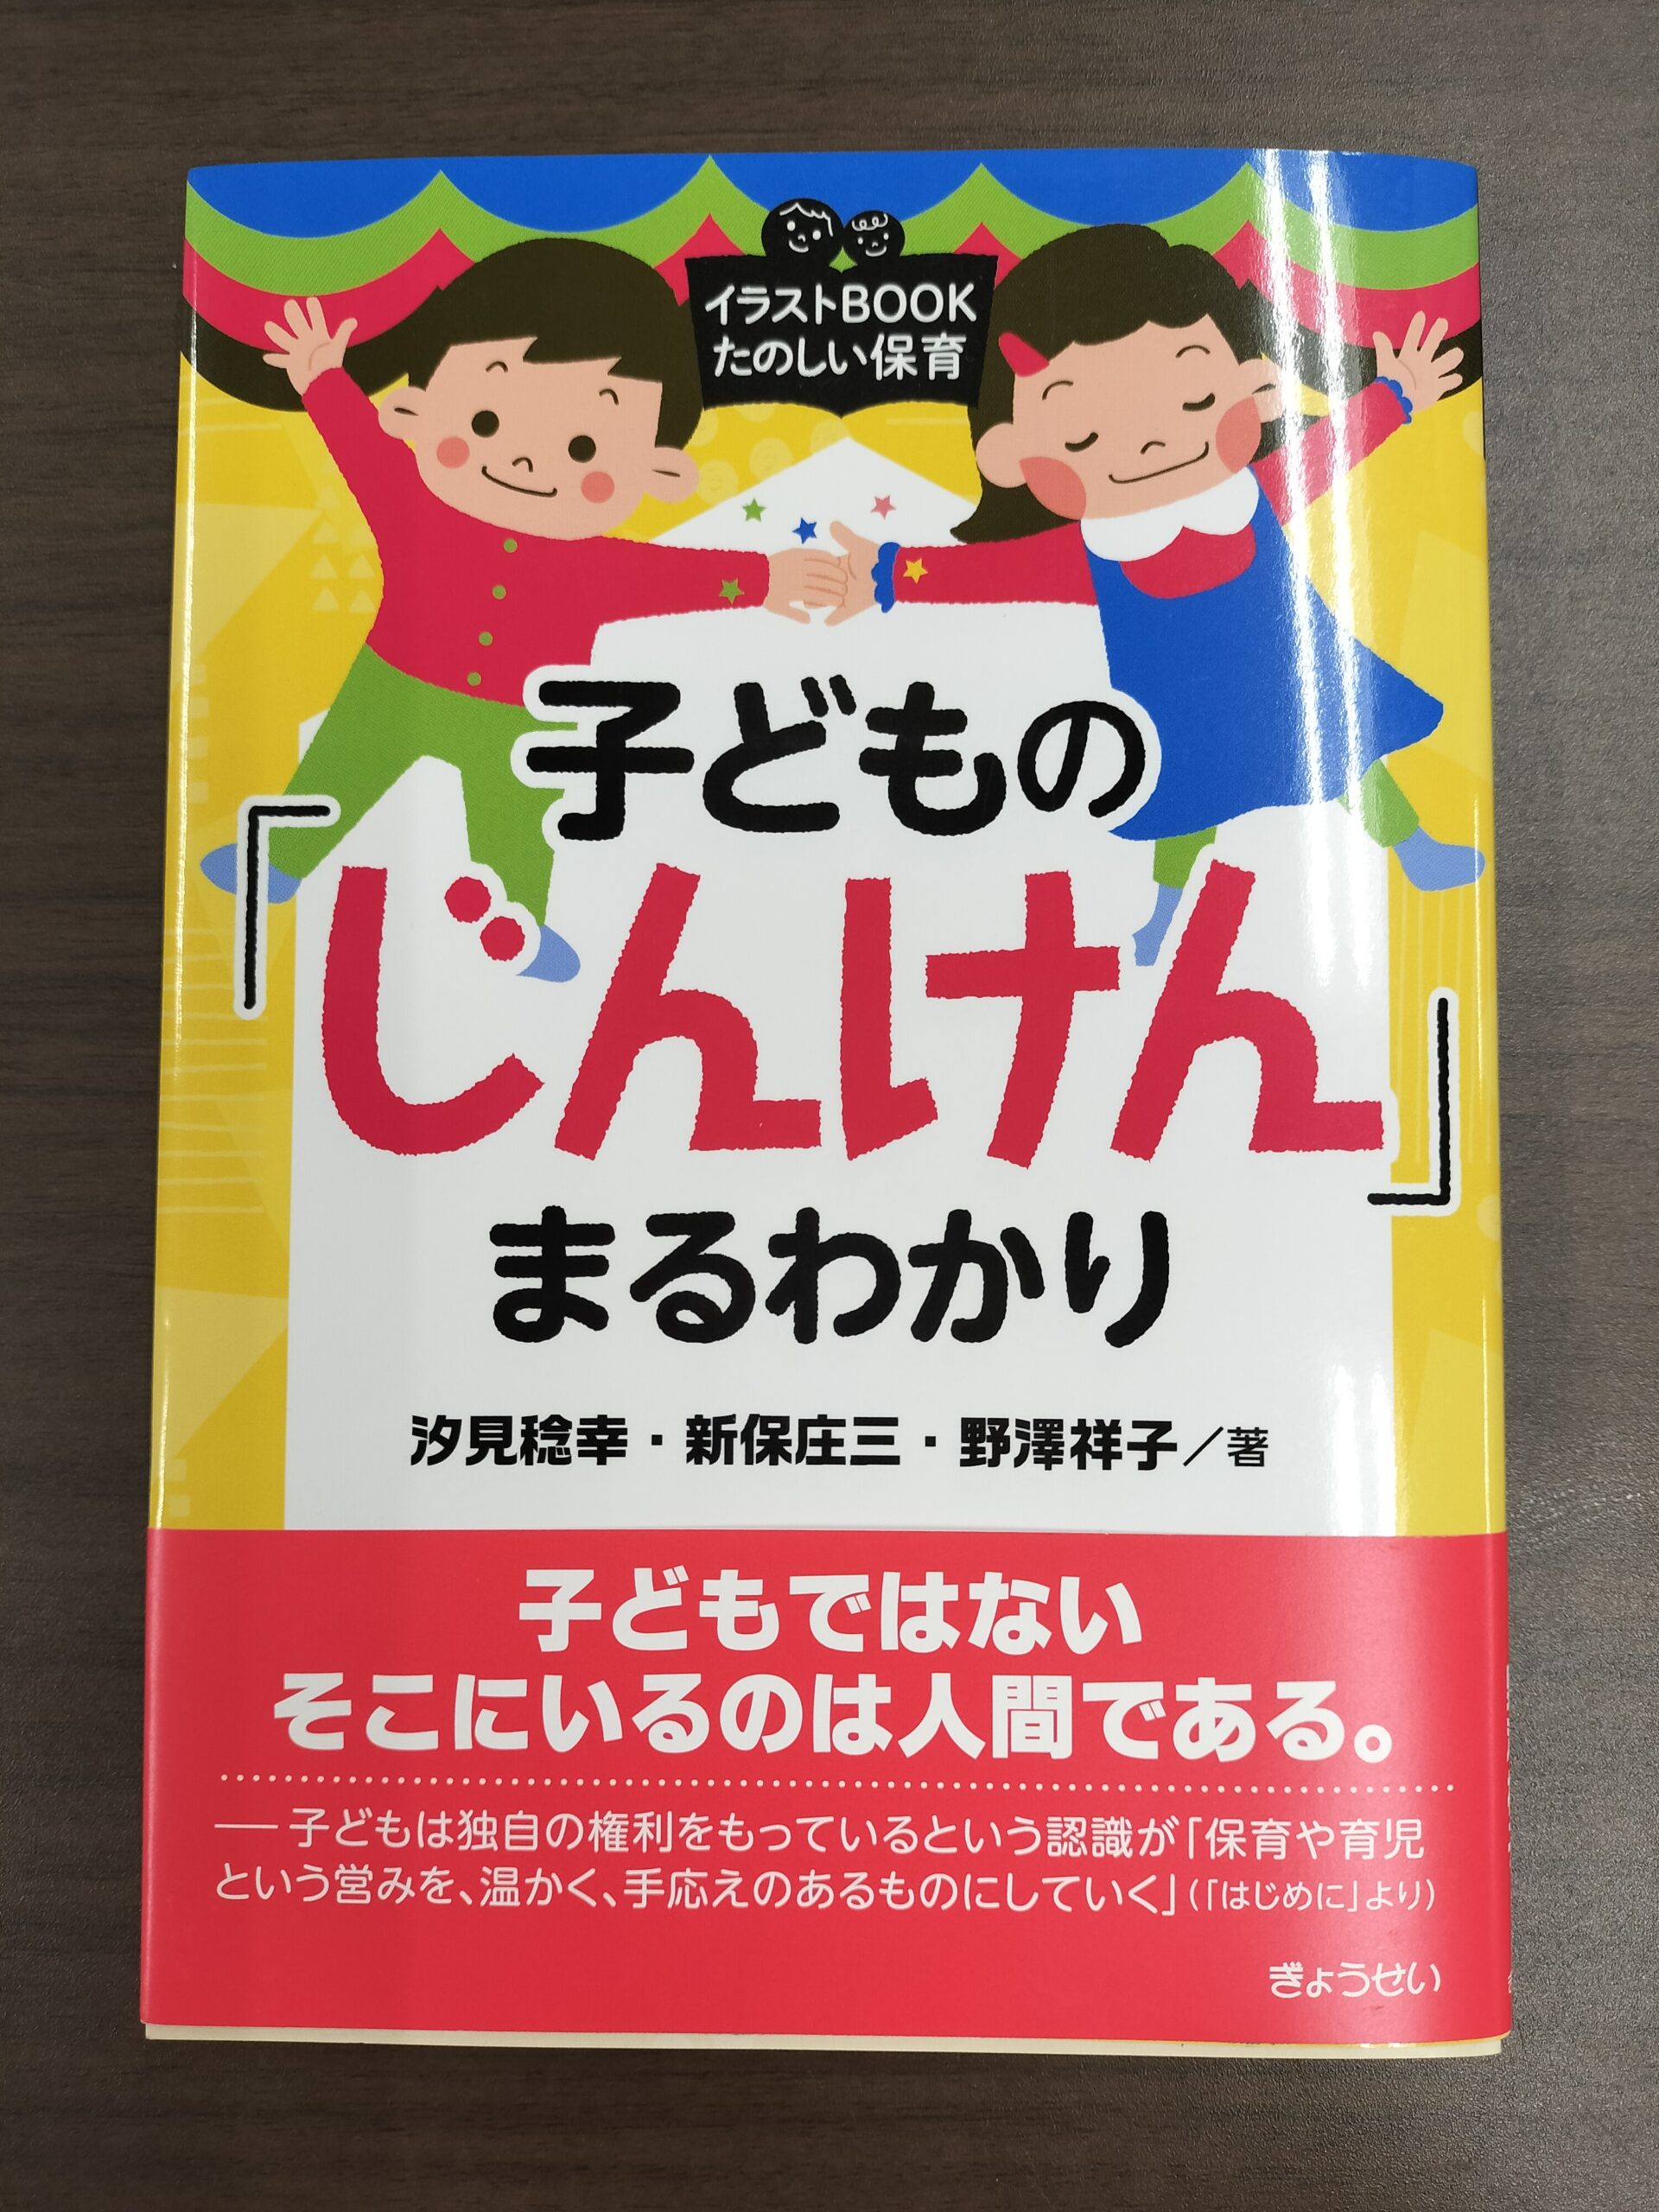 イラストBOOK
たのしい保育
子どもの
「じんけん」
まるわかり
汐見稔幸・新保庄三・野澤祥子／著
子どもではない
そこにいるのは人間である。
――子どもは独自の権利をもっているという認識が「保育や育児
という営みを、温かく、手応えのあるものにしていく」（「はじめに」より）
ぎょうせい